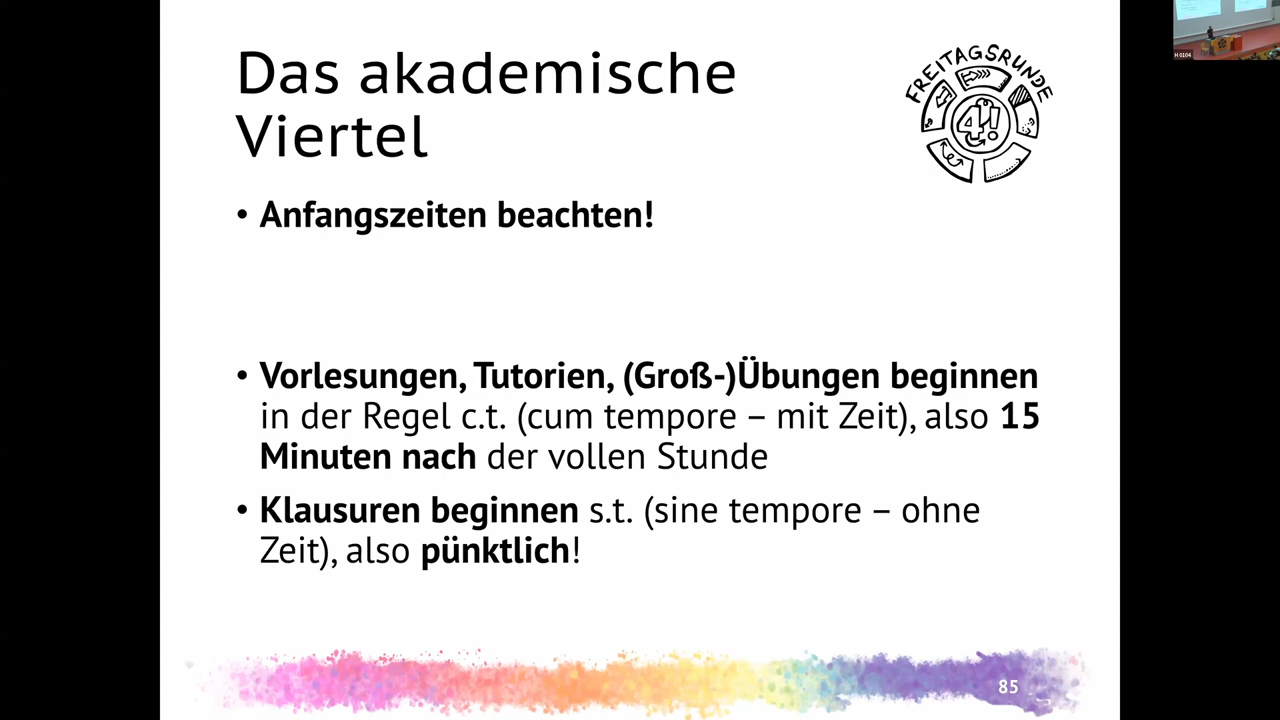 Das akademische
Viertel
FREITAGSRUNDE
4!
• Anfangszeiten beachten!
• Vorlesungen, Tutorien, (Groß-)Übungen beginnen
in der Regel c.t. (cum tempore – mit Zeit), also 15
Minuten nach der vollen Stunde
• Klausuren beginnen s.t. (sine tempore – ohne
Zeit), also pünktlich!
85
H 0104